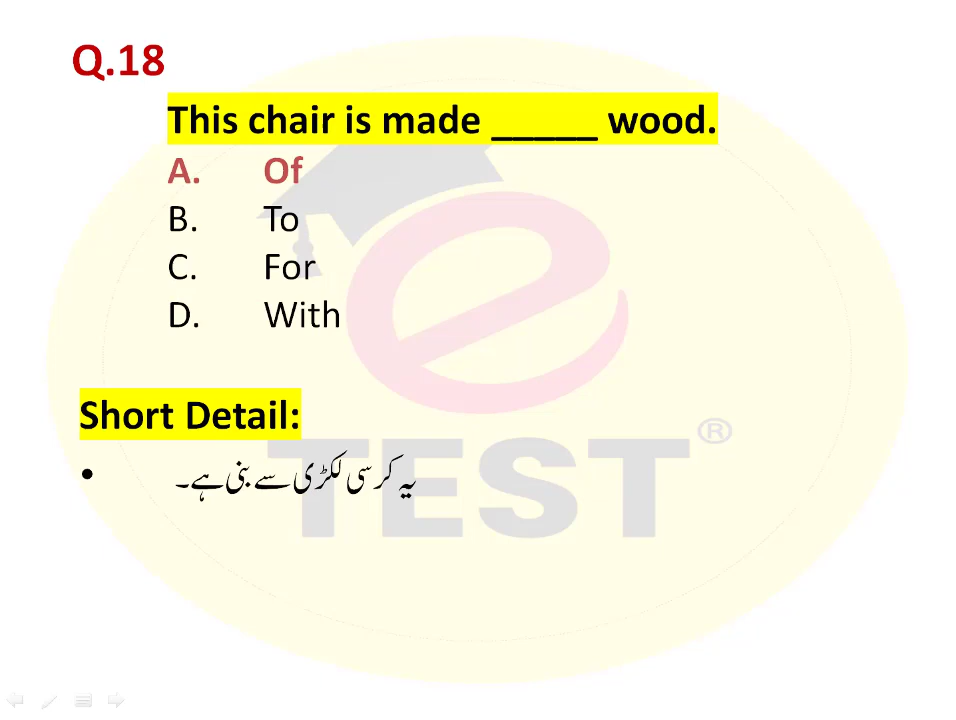 Q.18
This chair is made _____ wood.
A. Of
B. To
C. For
D. With
Short Detail:
• یہ کرسی لکڑی سے بنی ہے۔
e
TEST ®